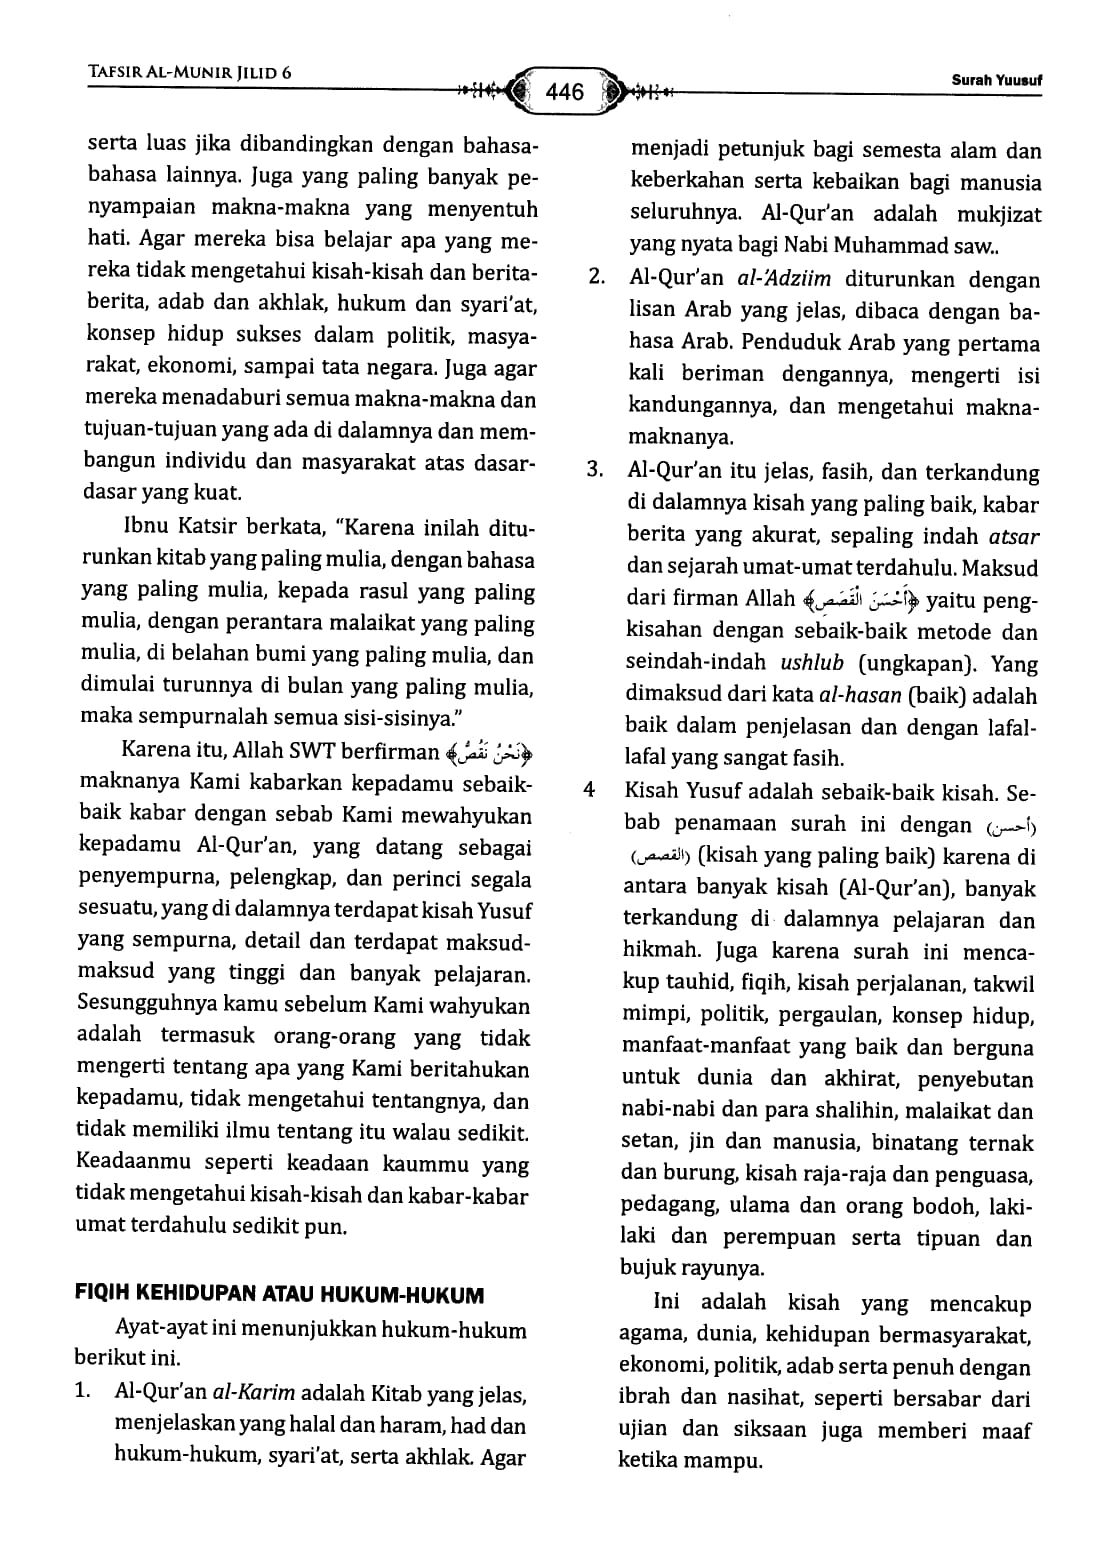 TAFSIR AL-MUNIR JILID 6
446
Surah Yuusuf
serta luas jika dibandingkan dengan bahasa-
bahasa lainnya. Juga yang paling banyak pe-
nyampaian makna-makna yang menyentuh
hati. Agar mereka bisa belajar apa yang me-
reka tidak mengetahui kisah-kisah dan berita-
berita, adab dan akhlak, hukum dan syari'at,
konsep hidup sukses dalam politik, masya-
rakat, ekonomi, sampai tata negara. Juga agar
mereka menadaburi semua makna-makna dan
tujuan-tujuan yang ada di dalamnya dan mem-
bangun individu dan masyarakat atas dasar-
dasar yang kuat.
Ibnu Katsir berkata, “Karena inilah ditu-
runkan kitab yang paling mulia, dengan bahasa
yang paling mulia, kepada rasul yang paling
mulia, dengan perantara malaikat yang paling
mulia, di belahan bumi yang paling mulia, dan
dimulai turunnya di bulan yang paling mulia,
maka sempurnalah semua sisi-sisinya.”
Karena itu, Allah SWT berfirman ﴿نَحْنُ نَقُصُّ﴾
maknanya Kami kabarkan kepadamu sebaik-
baik kabar dengan sebab Kami mewahyukan
kepadamu Al-Qur'an, yang datang sebagai
penyempurna, pelengkap, dan perinci segala
sesuatu, yang di dalamnya terdapat kisah Yusuf
yang sempurna, detail dan terdapat maksud-
maksud yang tinggi dan banyak pelajaran.
Sesungguhnya kamu sebelum Kami wahyukan
adalah termasuk orang-orang yang tidak
mengerti tentang apa yang Kami beritahukan
kepadamu, tidak mengetahui tentangnya, dan
tidak memiliki ilmu tentang itu walau sedikit.
Keadaanmu seperti keadaan kaummu yang
tidak mengetahui kisah-kisah dan kabar-kabar
umat terdahulu sedikit pun.
FIQIH KEHIDUPAN ATAU HUKUM-HUKUM
Ayat-ayat ini menunjukkan hukum-hukum
berikut ini.
1. Al-Qur'an al-Karim adalah Kitab yang jelas,
menjelaskan yang halal dan haram, had dan
hukum-hukum, syari'at, serta akhlak. Agar
menjadi petunjuk bagi semesta alam dan
keberkahan serta kebaikan bagi manusia
seluruhnya. Al-Qur'an adalah mukjizat
yang nyata bagi Nabi Muhammad saw..
2. Al-Qur'an al-'Adziim diturunkan dengan
lisan Arab yang jelas, dibaca dengan ba-
hasa Arab. Penduduk Arab yang pertama
kali beriman dengannya, mengerti isi
kandungannya, dan mengetahui makna-
maknanya.
3. Al-Qur'an itu jelas, fasih, dan terkandung
di dalamnya kisah yang paling baik, kabar
berita yang akurat, sepaling indah atsar
dan sejarah umat-umat terdahulu. Maksud
dari firman Allah ﴿أَحْسَنَ الْقَصَصِ﴾ yaitu peng-
kisahan dengan sebaik-baik metode dan
seindah-indah ushlub (ungkapan). Yang
dimaksud dari kata al-hasan (baik) adalah
baik dalam penjelasan dan dengan lafal-
lafal yang sangat fasih.
4 Kisah Yusuf adalah sebaik-baik kisah. Se-
bab penamaan surah ini dengan (أحسن)
(القصص) (kisah yang paling baik) karena di
antara banyak kisah (Al-Qur'an), banyak
terkandung di dalamnya pelajaran dan
hikmah. Juga karena surah ini menca-
kup tauhid, fiqih, kisah perjalanan, takwil
mimpi, politik, pergaulan, konsep hidup,
manfaat-manfaat yang baik dan berguna
untuk dunia dan akhirat, penyebutan
nabi-nabi dan para shalihin, malaikat dan
setan, jin dan manusia, binatang ternak
dan burung, kisah raja-raja dan penguasa,
pedagang, ulama dan orang bodoh, laki-
laki dan perempuan serta tipuan dan
bujuk rayunya.
Ini adalah kisah yang mencakup
agama, dunia, kehidupan bermasyarakat,
ekonomi, politik, adab serta penuh dengan
ibrah dan nasihat, seperti bersabar dari
ujian dan siksaan juga memberi maaf
ketika mampu.